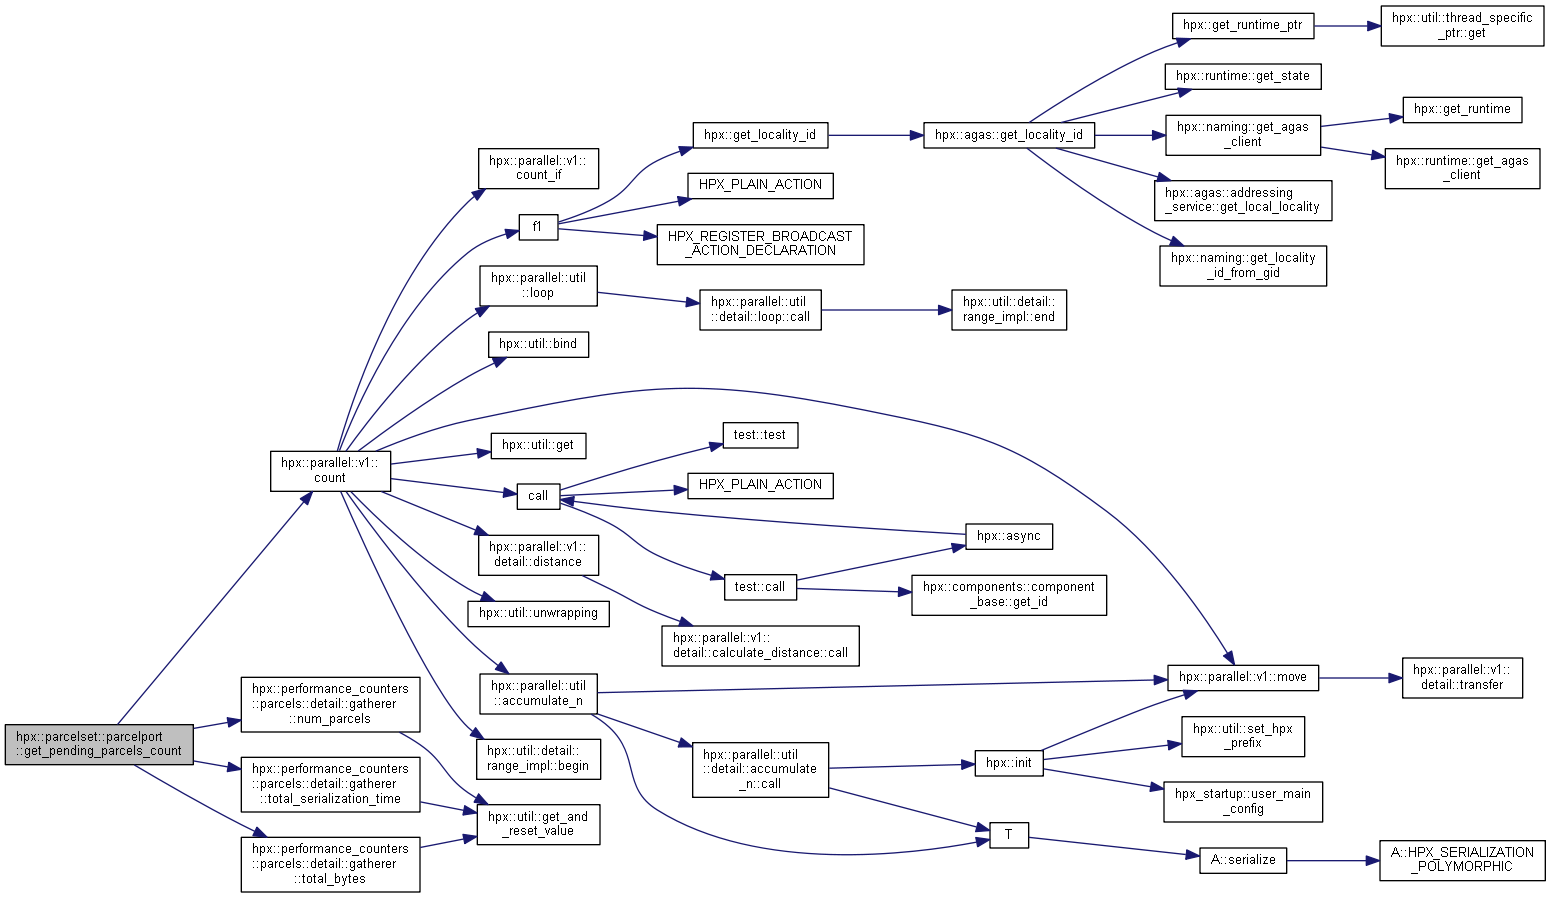 hpx::parcelset::parcelport
::get_pending_parcels_count
hpx::parallel::v1::
count
hpx::performance_counters
::parcels::detail::gatherer
::num_parcels
hpx::performance_counters
::parcels::detail::gatherer
::total_serialization_time
hpx::performance_counters
::parcels::detail::gatherer
::total_bytes
hpx::parallel::v1::
count_if
f1
hpx::parallel::util
::loop
hpx::util::bind
hpx::util::get
call
hpx::parallel::v1::
detail::distance
hpx::util::unwrapping
hpx::parallel::util
::accumulate_n
hpx::util::detail::
range_impl::begin
hpx::util::get_and
_reset_value
hpx::get_locality_id
HPX_PLAIN_ACTION
HPX_REGISTER_BROADCAST
_ACTION_DECLARATION
hpx::parallel::util
::detail::loop::call
test::test
HPX_PLAIN_ACTION
test::call
hpx::parallel::v1::
detail::calculate_distance::call
hpx::parallel::util
::detail::accumulate
_n::call
hpx::agas::get_locality_id
hpx::util::detail::
range_impl::end
hpx::async
hpx::components::component
_base::get_id
hpx::init
T
hpx::get_runtime_ptr
hpx::runtime::get_state
hpx::naming::get_agas
_client
hpx::agas::addressing
_service::get_local_locality
hpx::naming::get_locality
_id_from_gid
hpx::parallel::v1::move
hpx::util::set_hpx
_prefix
hpx_startup::user_main
_config
A::serialize
hpx::util::thread_specific
_ptr::get
hpx::get_runtime
hpx::runtime::get_agas
_client
hpx::parallel::v1::
detail::transfer
A::HPX_SERIALIZATION
_POLYMORPHIC